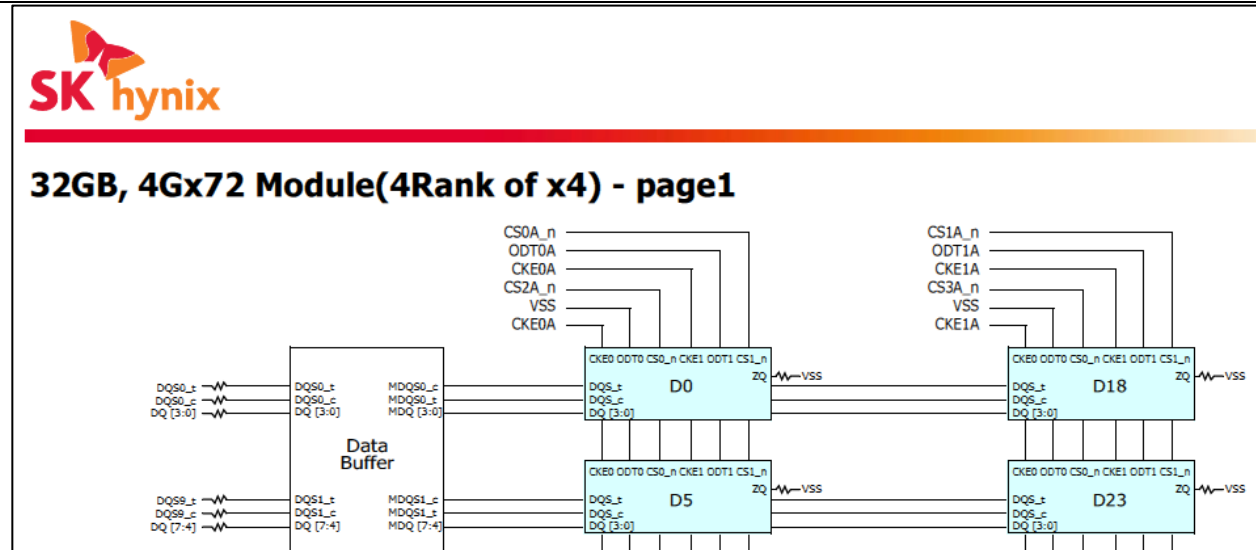 SK hynix
32GB, 4Gx72 Module(4Rank of x4) - page1
CS0A_n
ODT0A
CKE0A
CS2A_n
VSS
CKE0A
CS1A_n
ODT1A
CKE1A
CS3A_n
VSS
CKE1A
CKE0 ODT0 CS0_n CKE1 ODT1 CS1_n
ZQ
VSS
D0
DQS_t
DQS_c
DQ [3:0]
CKE0 ODT0 CS0_n CKE1 ODT1 CS1_n
ZQ
VSS
D18
DQS_t
DQS_c
DQ [3:0]
DQS0_t
DQS0_c
DQ [3:0]
DQS0_t
DQS0_c
DQ [3:0]
MDQS0_c
MDQS0_t
MDQ [3:0]
Data
Buffer
CKE0 ODT0 CS0_n CKE1 ODT1 CS1_n
ZQ
VSS
D5
DQS_t
DQS_c
DQ [3:0]
CKE0 ODT0 CS0_n CKE1 ODT1 CS1_n
ZQ
VSS
D23
DQS_t
DQS_c
DQ [3:0]
DQS9_t
DQS9_c
DQ [7:4]
DQS1_t
DQS1_c
DQ [7:4]
MDQS1_c
MDQS1_t
MDQ [7:4]